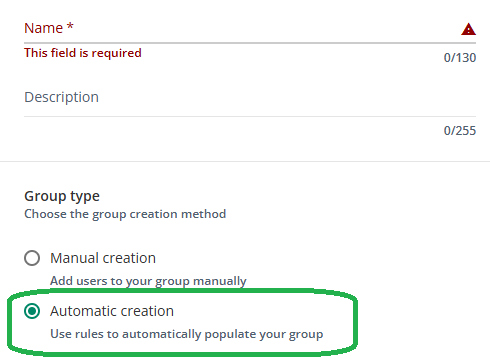 Name *
This field is required
0/130
Description
0/255
Group type
Choose the group creation method
Manual creation
Add users to your group manually
Automatic creation
Use rules to automatically populate your group